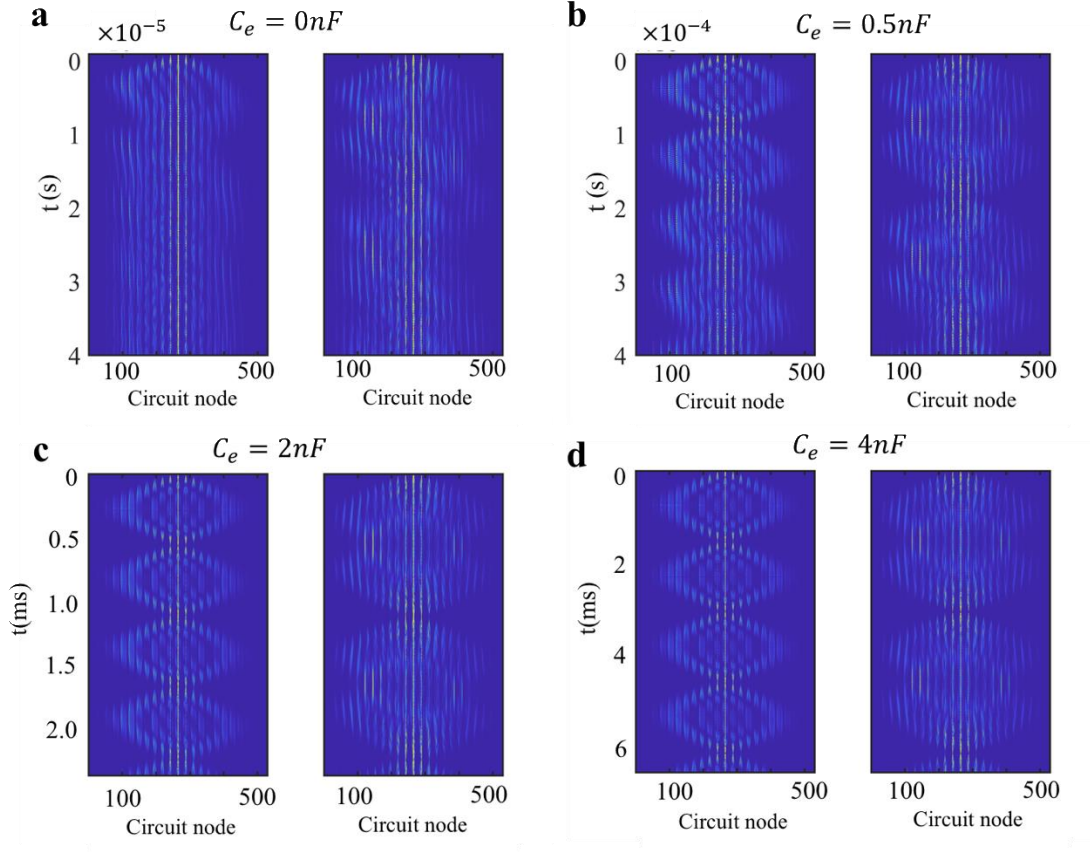 a
C_e = 0nF
×10⁻⁵
0
1
2
3
4
t (s)
100 500
Circuit node
100 500
Circuit node
b
C_e = 0.5nF
×10⁻⁴
0
1
2
3
4
t (s)
100 500
Circuit node
100 500
Circuit node
c
C_e = 2nF
0
0.5
1.0
1.5
2.0
t(ms)
100 500
Circuit node
100 500
Circuit node
d
C_e = 4nF
0
2
4
6
t(ms)
100 500
Circuit node
100 500
Circuit node